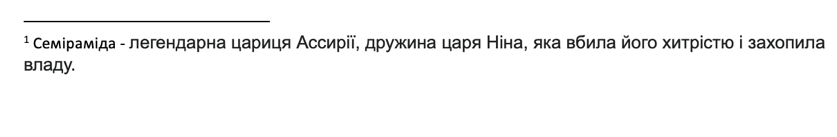 ¹ Семіраміда - легендарна цариця Ассирії, дружина царя Ніна, яка вбила його хитрістю і захопила
владу.